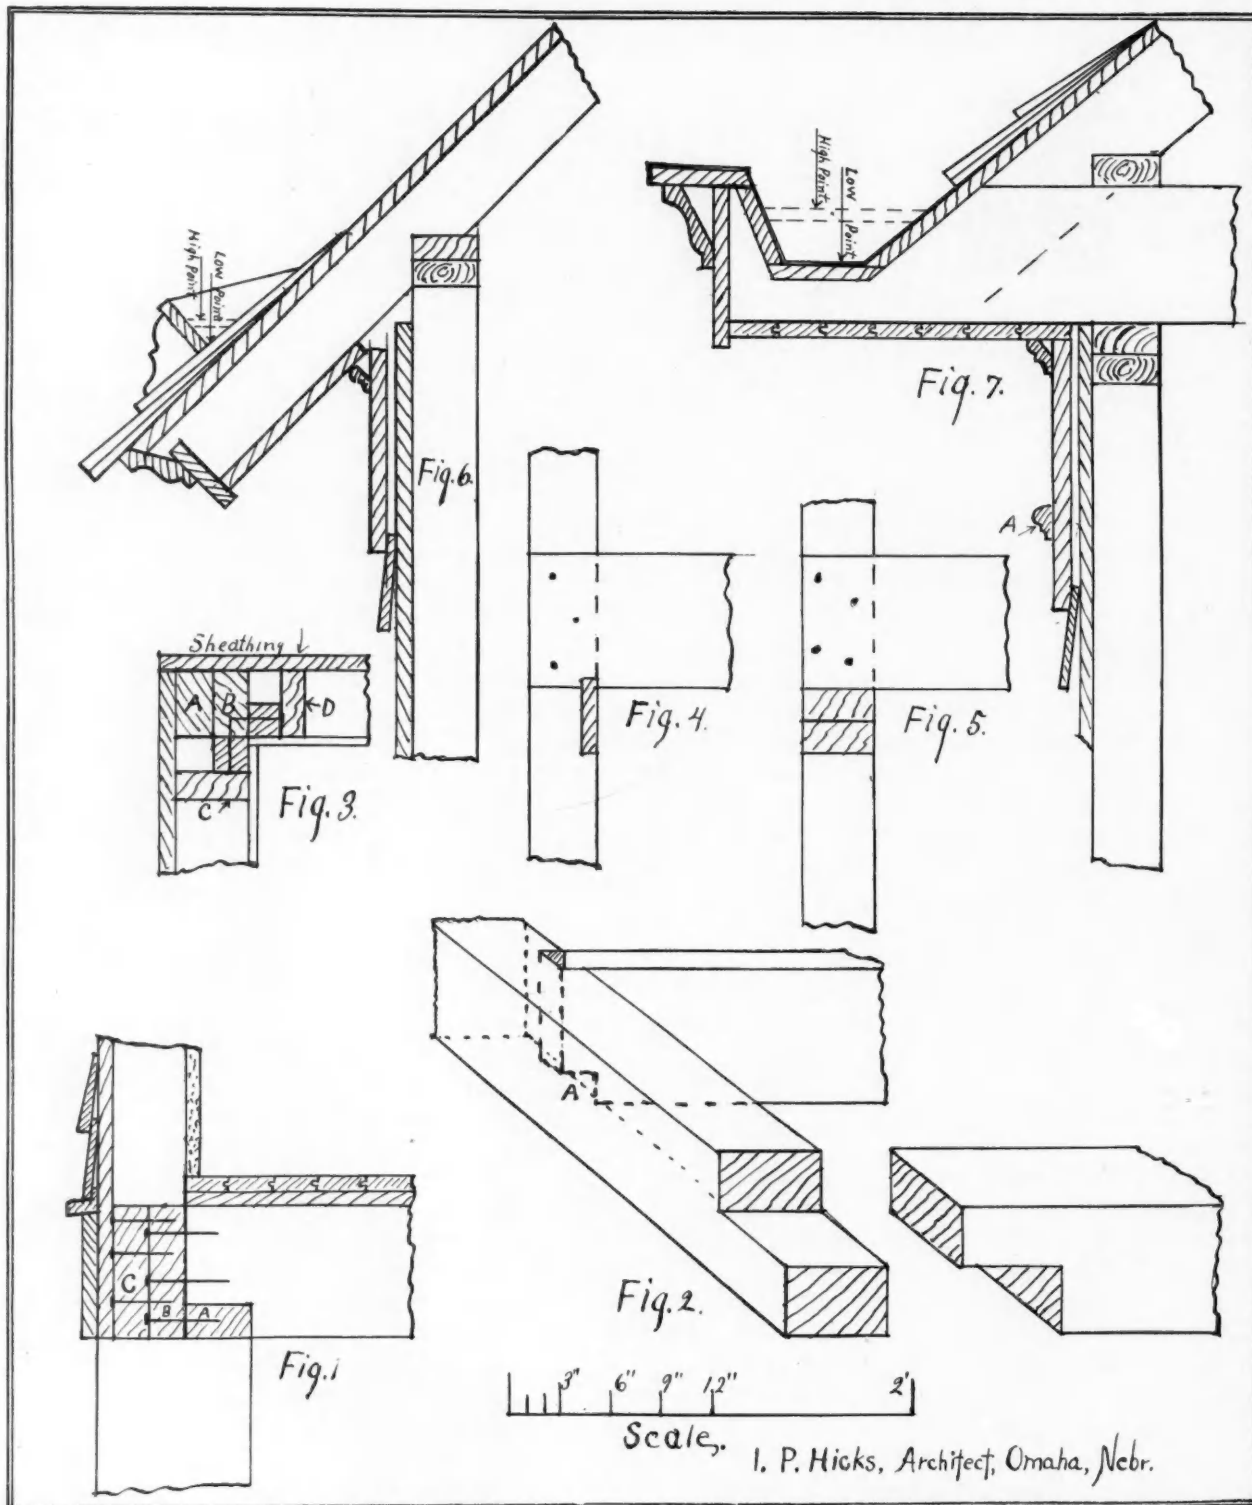 High Point
Low Point
High Points
Low Point
Fig. 7.
Fig. 6.
A
Sheathing
A
B
D
C
Fig. 3.
Fig. 4.
Fig. 5.
A
C
B
A
Fig. 1
Fig. 2.
3" 6" 9" 12" 2'
Scale.
I. P. Hicks, Architect, Omaha, Nebr.